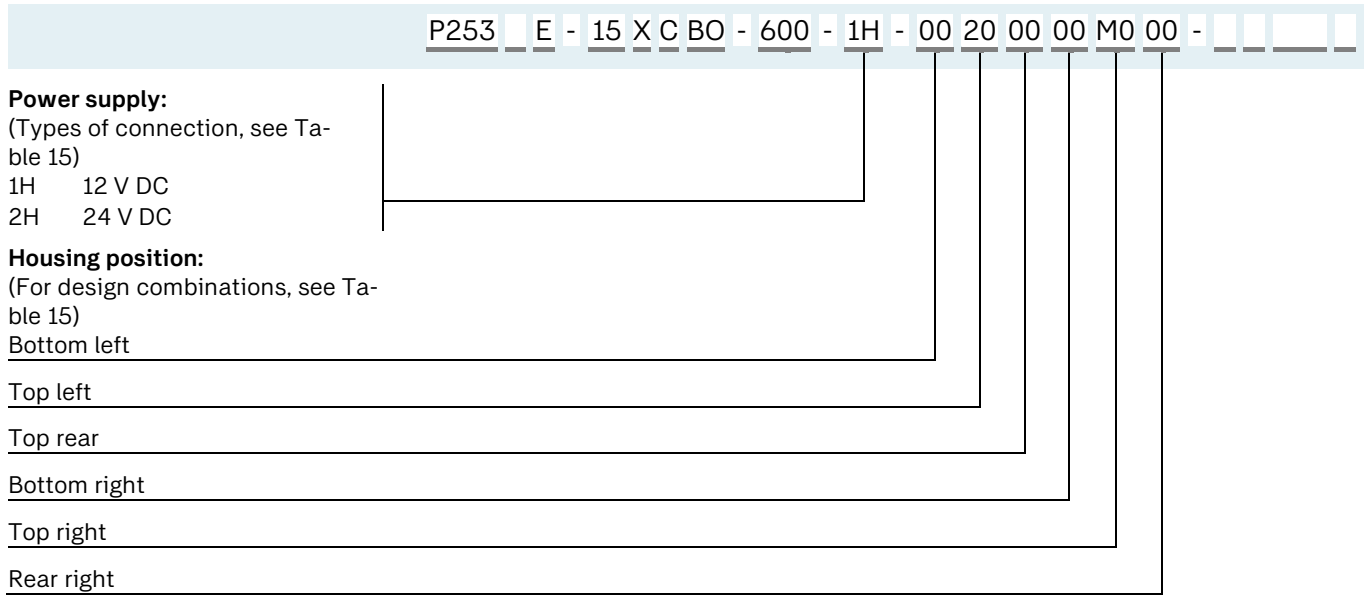 P253 E - 15 X C BO - 600 - 1H - 00 20 00 00 M0 00 -
Power supply:
(Types of connection, see Ta-
ble 15)
1H 12 V DC
2H 24 V DC
Housing position:
(For design combinations, see Ta-
ble 15)
Bottom left
Top left
Top rear
Bottom right
Top right
Rear right